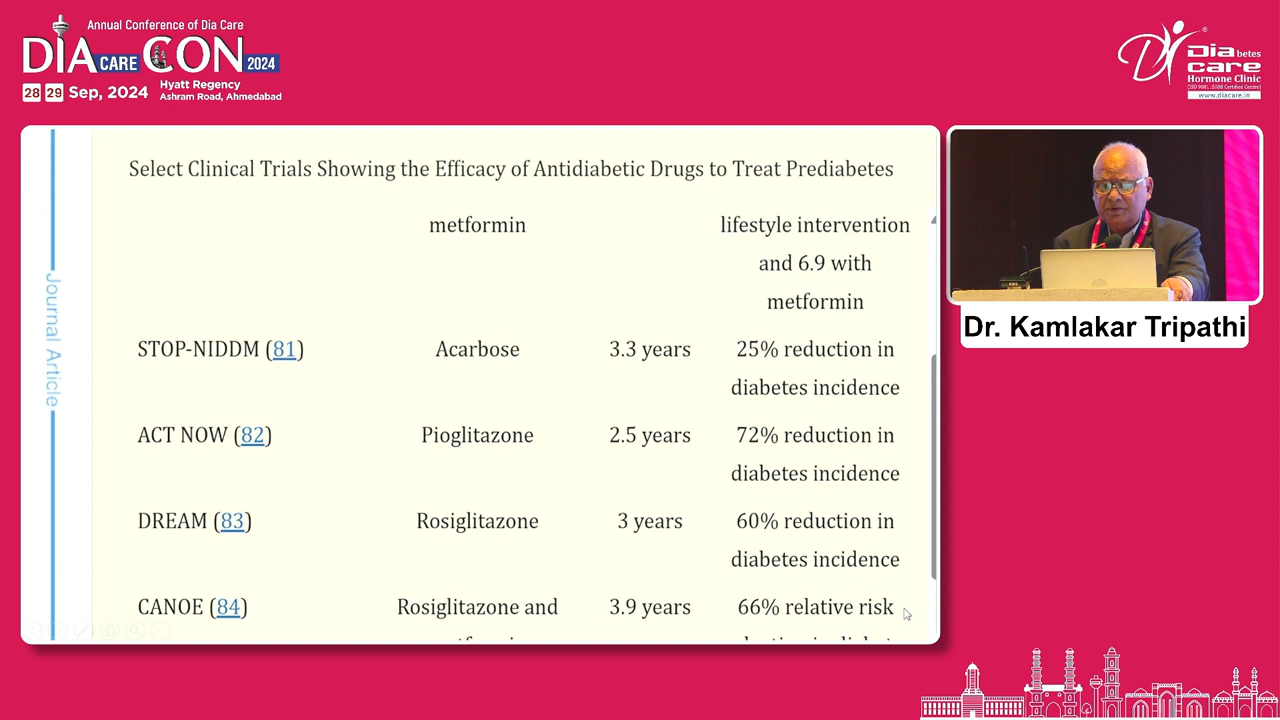 Annual Conference of Dia Care
DIA CARE CON 2024
28 29 Sep, 2024
Hyatt Regency
Ashram Road, Ahmedabad
Dia betes
care
Hormone Clinic
www.diacare.in
Journal Article
Select Clinical Trials Showing the Efficacy of Antidiabetic Drugs to Treat Prediabetes
metformin lifestyle intervention
and 6.9 with
metformin
STOP-NIDDM (81) Acarbose 3.3 years 25% reduction in
diabetes incidence
ACT NOW (82) Pioglitazone 2.5 years 72% reduction in
diabetes incidence
DREAM (83) Rosiglitazone 3 years 60% reduction in
diabetes incidence
CANOE (84) Rosiglitazone and 3.9 years 66% relative risk
Dr. Kamlakar Tripathi